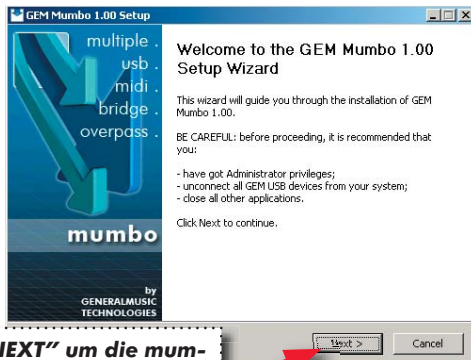 GEM Mumbo 1.00 Setup
multiple .
usb .
midi .
bridge .
overpass .
mumbo
by
GENERALMUSIC
TECHNOLOGIES
Welcome to the GEM Mumbo 1.00
Setup Wizard
This wizard will guide you through the installation of GEM
Mumbo 1.00.
BE CAREFUL: before proceeding, it is recommended that
you:
- have got Administrator privileges;
- unconnect all GEM USB devices from your system;
- close all other applications.
Click Next to continue.
Next >
Cancel
NEXT" um die mum-